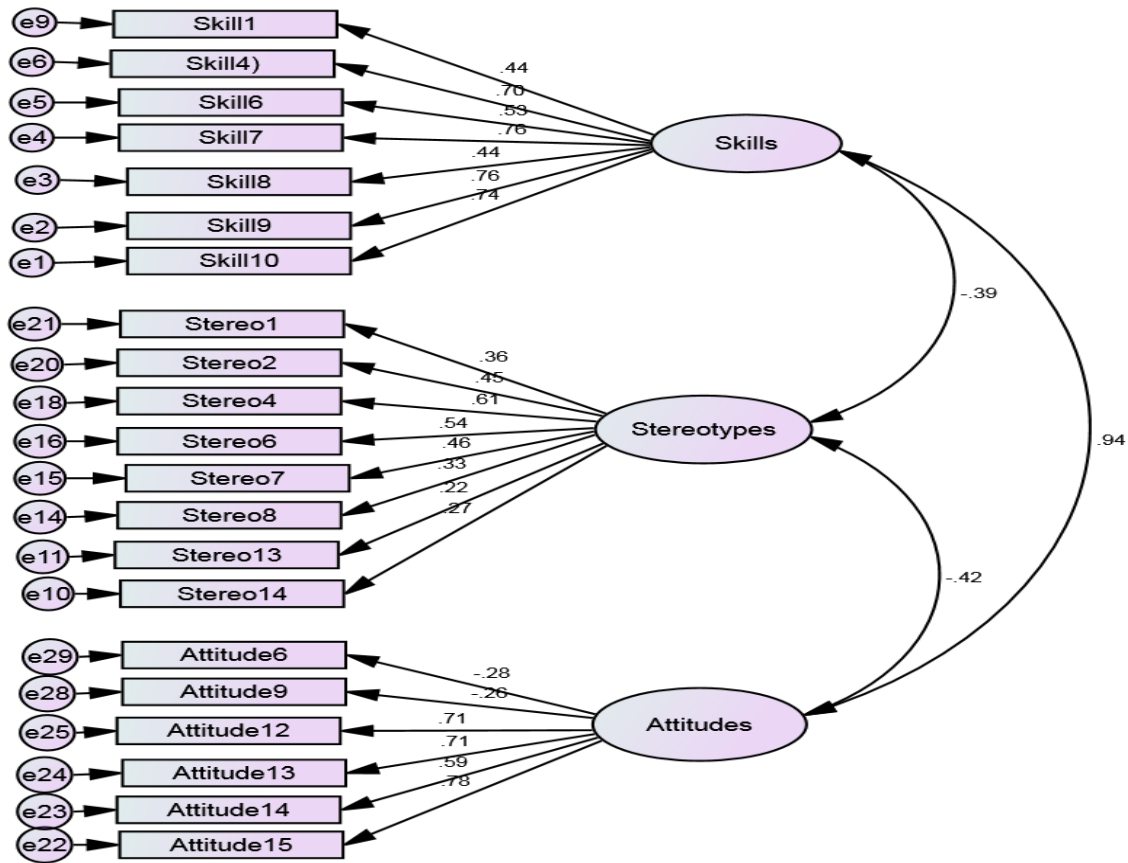 e9 Skill1
e6 Skill4)
e5 Skill6
e4 Skill7
e3 Skill8
e2 Skill9
e1 Skill10
.44
.70
.53
.76
.44
.76
.74
Skills
-.39
.94
e21 Stereo1
e20 Stereo2
e18 Stereo4
e16 Stereo6
e15 Stereo7
e14 Stereo8
e11 Stereo13
e10 Stereo14
.36
.45
.61
.54
.46
.33
.22
.27
Stereotypes
-.42
e29 Attitude6
e28 Attitude9
e25 Attitude12
e24 Attitude13
e23 Attitude14
e22 Attitude15
-.28
-.26
.71
.71
.59
.78
Attitudes